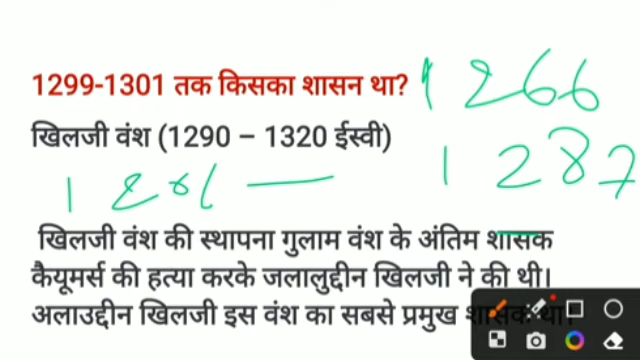 1299-1301 तक किसका शासन था?
1266
खिलजी वंश (1290 – 1320 ईस्वी)
1287
खिलजी वंश की स्थापना गुलाम वंश के अंतिम शासक
कैयूमर्स की हत्या करके जलालुद्दीन खिलजी ने की थी।
अलाउद्दीन खिलजी इस वंश का सबसे प्रमुख शासक था।